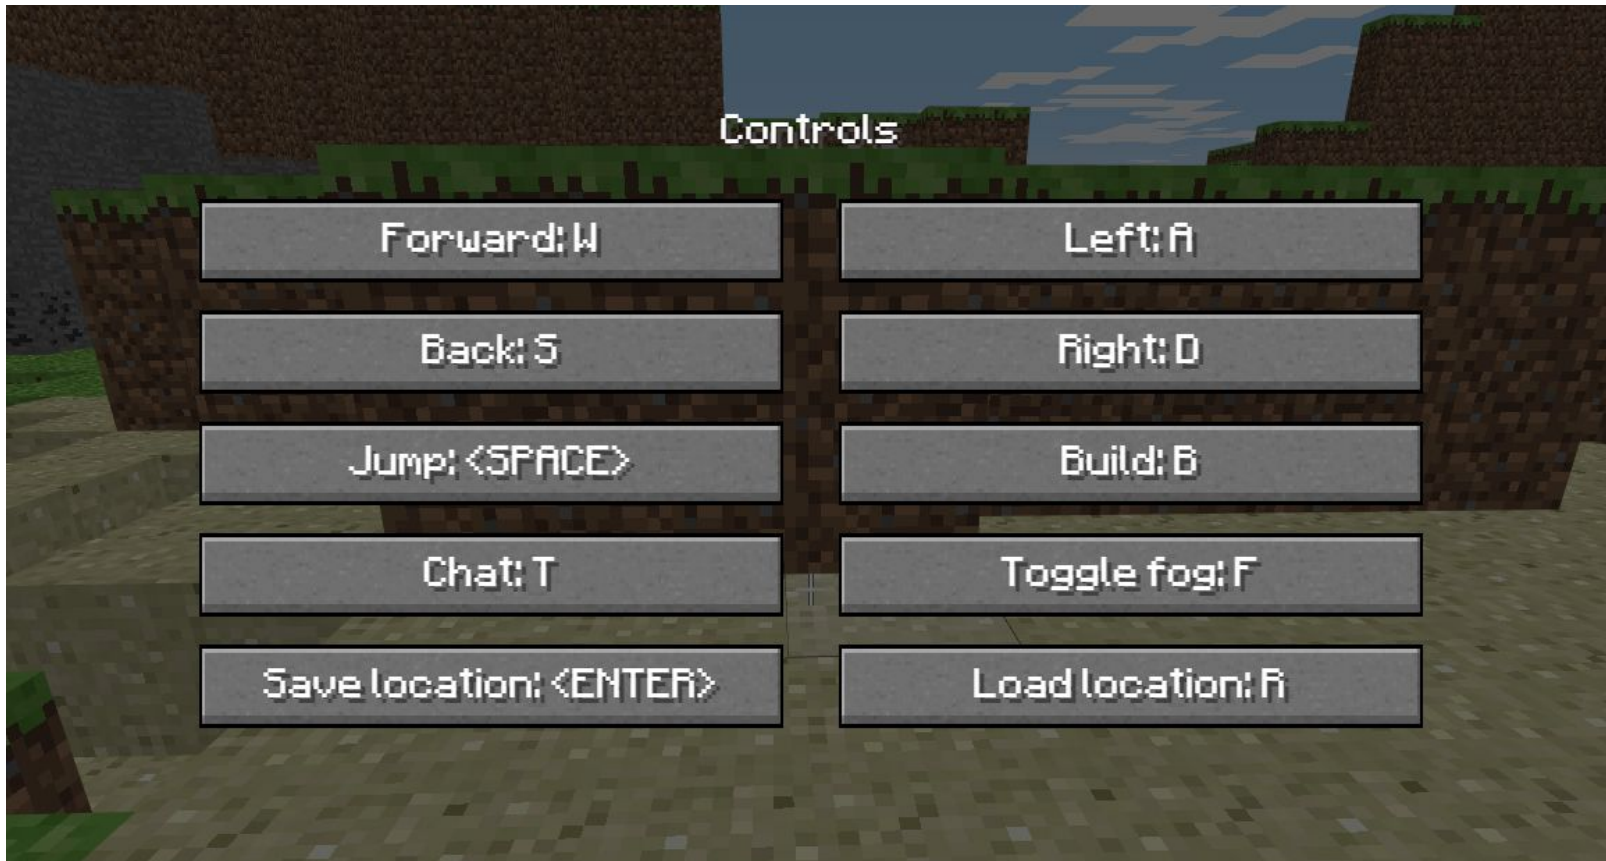 Controls
Forward: W
Left: A
Back: S
Right: D
Jump: <SPACE>
Build: B
Chat: T
Toggle fog: F
Save location: <ENTER>
Load location: R